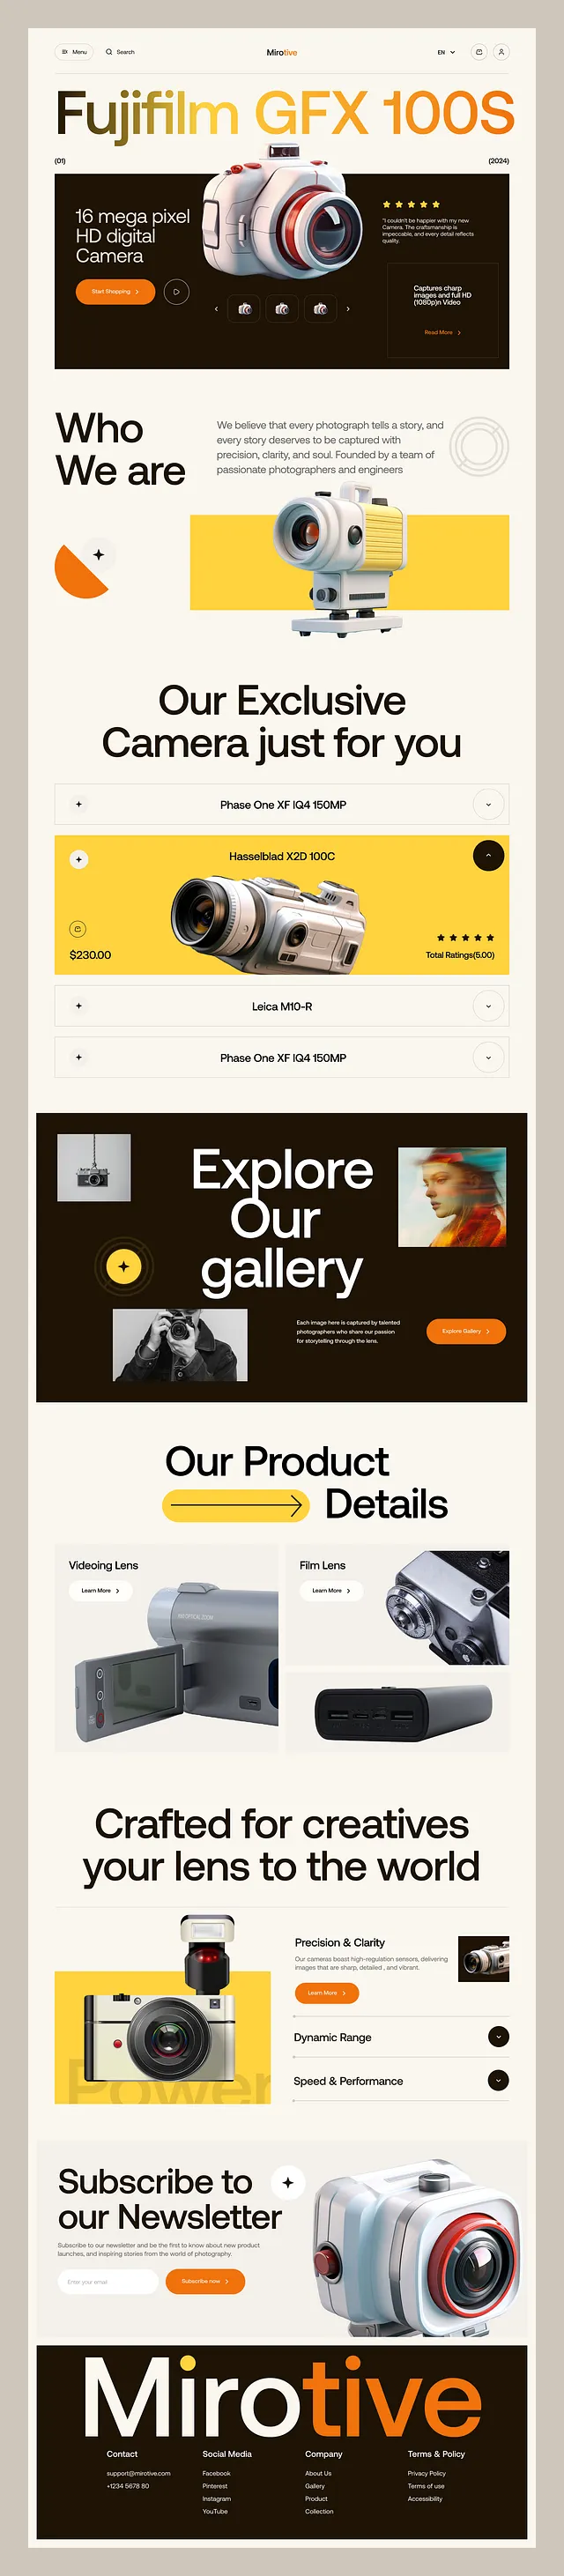 Menu
Search
Mirotive
EN
Fujifilm GFX 100S
(01)
(2024)
16 mega pixel
HD digital
Camera
Start Shopping
"I couldn't be happier with my new
Camera. The craftsmanship is
impeccable, and every detail reflects
quality.
Captures charp
images and full HD
(1080p)n Video
Read More
Who
We are
We believe that every photograph tells a story, and
every story deserves to be captured with
precision, clarity, and soul. Founded by a team of
passionate photographers and engineers
Our Exclusive
Camera just for you
Phase One XF IQ4 150MP
Hasselblad X2D 100C
$230.00
Total Ratings(5.00)
Leica M10-R
Phase One XF IQ4 150MP
Explore
Our
gallery
Each image here is captured by talented
photographers who share our passion
for storytelling through the lens.
Explore Gallery
Our Product
Details
Videoing Lens
Learn More
Film Lens
Learn More
Crafted for creatives
your lens to the world
Power
Precision & Clarity
Our cameras boast high-regulation sensors, delivering
images that are sharp, detailed , and vibrant.
Learn More
Dynamic Range
Speed & Performance
Subscribe to
our Newsletter
Subscribe to our newsletter and be the first to know about new product
launches, and inspiring stories from the world of photography.
Enter your email
Subscribe now
Mirotive
Contact
support@mirotive.com
+1234 5678 80
Social Media
Facebook
Pinterest
Instagram
YouTube
Company
About Us
Gallery
Product
Collection
Terms & Policy
Privacy Policy
Terms of use
Accessibility